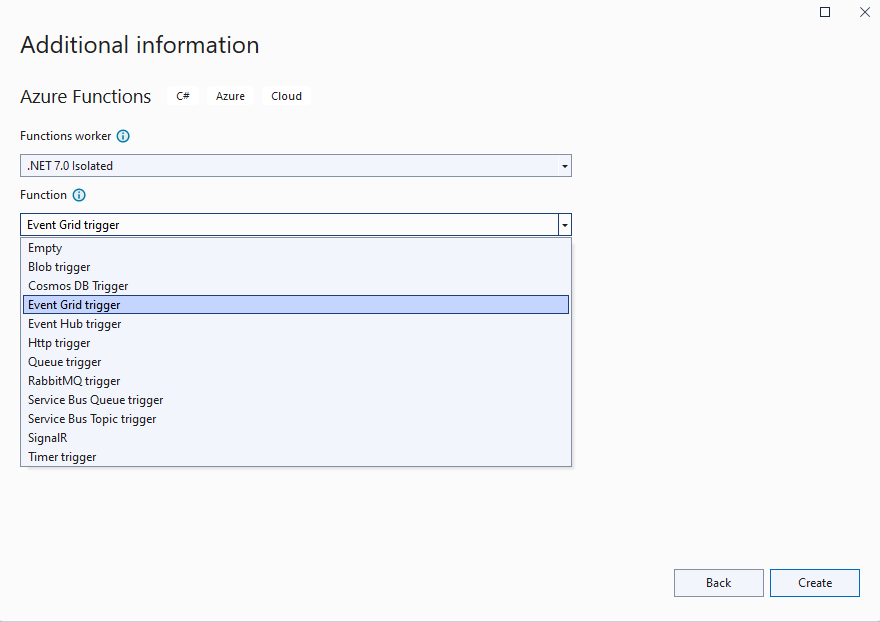 Additional information
Azure Functions C# Azure Cloud
Functions worker
.NET 7.0 Isolated
Function
Event Grid trigger
Empty
Blob trigger
Cosmos DB Trigger
Event Grid trigger
Event Hub trigger
Http trigger
Queue trigger
RabbitMQ trigger
Service Bus Queue trigger
Service Bus Topic trigger
SignalR
Timer trigger
Back Create